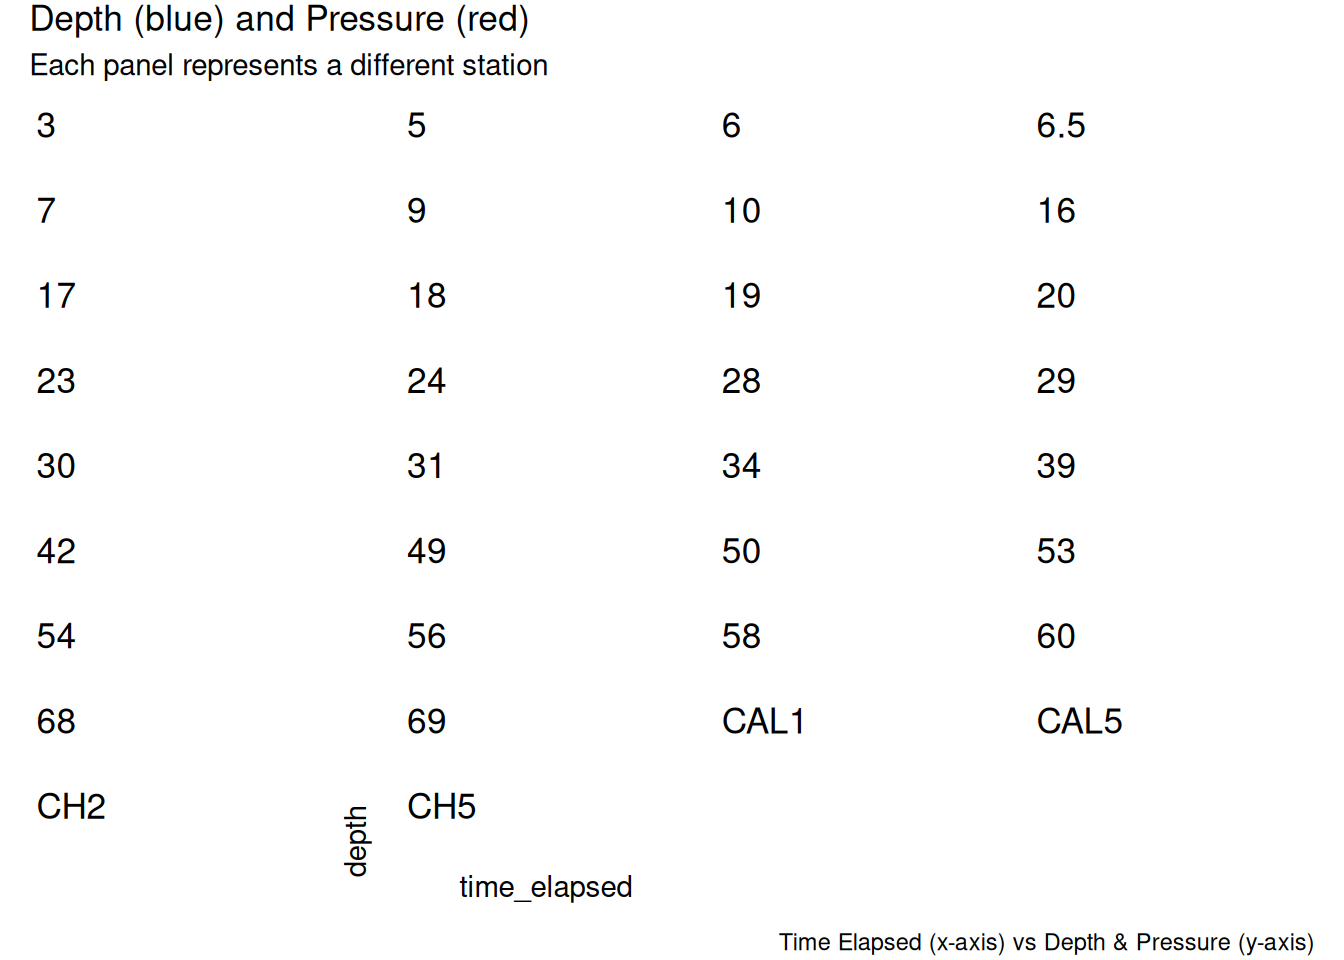 Depth (blue) and Pressure (red)
Each panel represents a different station
3 5 6 6.5
7 9 10 16
17 18 19 20
23 24 28 29
30 31 34 39
42 49 50 53
54 56 58 60
68 69 CAL1 CAL5
CH2 CH5
depth
time_elapsed
Time Elapsed (x-axis) vs Depth & Pressure (y-axis)